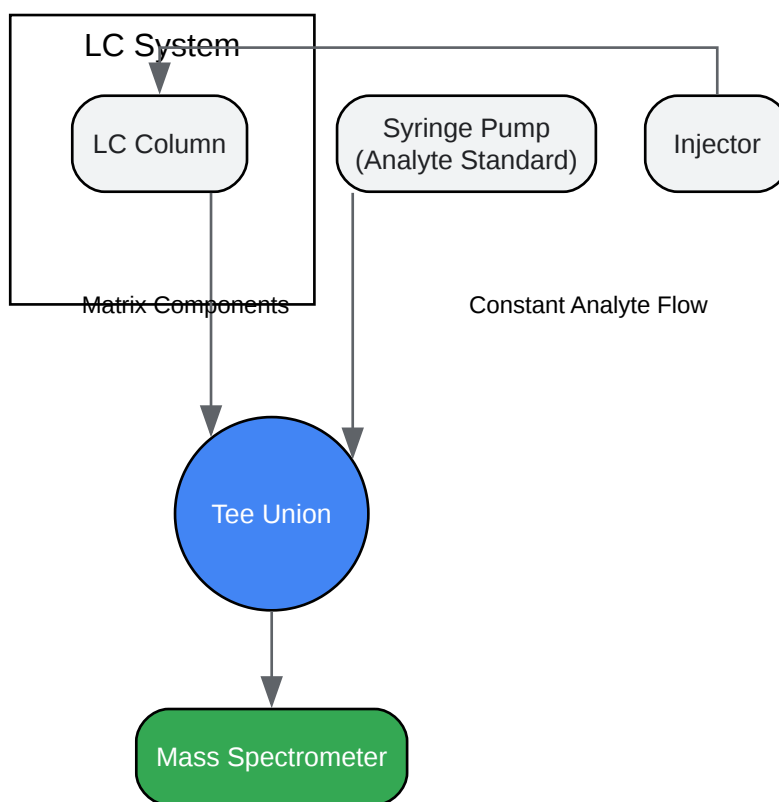 LC System
LC Column
Syringe Pump
(Analyte Standard)
Injector
Matrix Components
Constant Analyte Flow
Tee Union
Mass Spectrometer